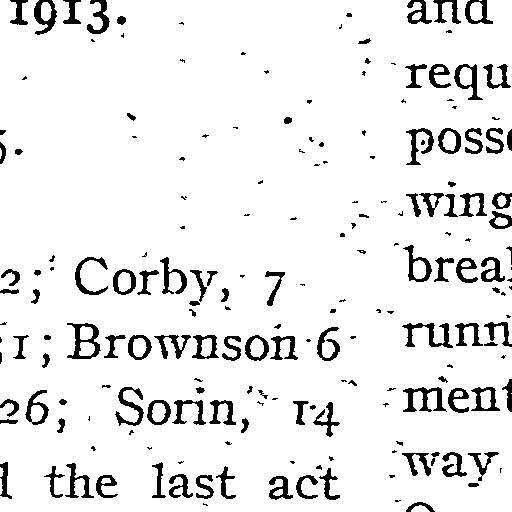 1913.
5.
2; Corby, 7
;1; Brownson 6
26; Sorin, 14
the last act
and
requ
posse
wing
brea
runn
ment
way